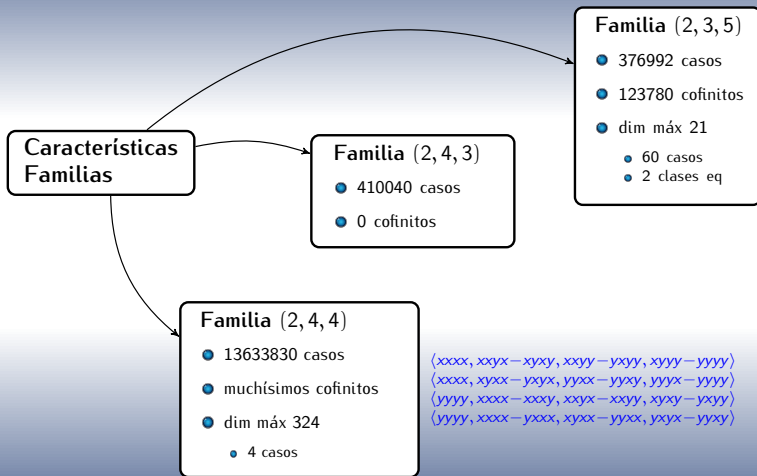 Familia (2, 3, 5)
376992 casos
123780 cofinitos
dim máx 21
60 casos
2 clases eq
Características
Familias
Familia (2, 4, 3)
410040 casos
0 cofinitos
Familia (2, 4, 4)
13633830 casos
muchísimos cofinitos
dim máx 324
4 casos
⟨xxxx, xxyx−xyxy, xxyy−yxyy, xyyy−yyyy⟩
⟨xxxx, xyxx−yxyx, yyxx−yyxy, yyyx−yyyy⟩
⟨yyyy, xxxx−xxxy, xxyx−xxyy, xyxy−yxyy⟩
⟨yyyy, xxxx−yxxx, xyxx−yyxx, yxyx−yyxy⟩